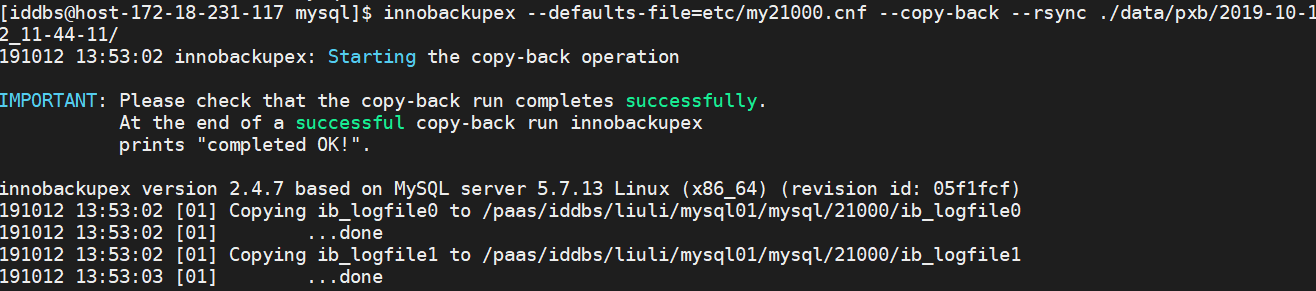 [iddbs@host-172-18-231-117 mysql]$ innobackupex --defaults-file=etc/my21000.cnf --copy-back --rsync ./data/pxb/2019-10-1
2_11-44-11/
191012 13:53:02 innobackupex: Starting the copy-back operation
IMPORTANT: Please check that the copy-back run completes successfully.
At the end of a successful copy-back run innobackupex
prints "completed OK!".
innobackupex version 2.4.7 based on MySQL server 5.7.13 Linux (x86_64) (revision id: 05f1fcf)
191012 13:53:02 [01] Copying ib_logfile0 to /paas/iddbs/liuli/mysql01/mysql/21000/ib_logfile0
191012 13:53:02 [01]        ...done
191012 13:53:02 [01] Copying ib_logfile1 to /paas/iddbs/liuli/mysql01/mysql/21000/ib_logfile1
191012 13:53:03 [01]        ...done